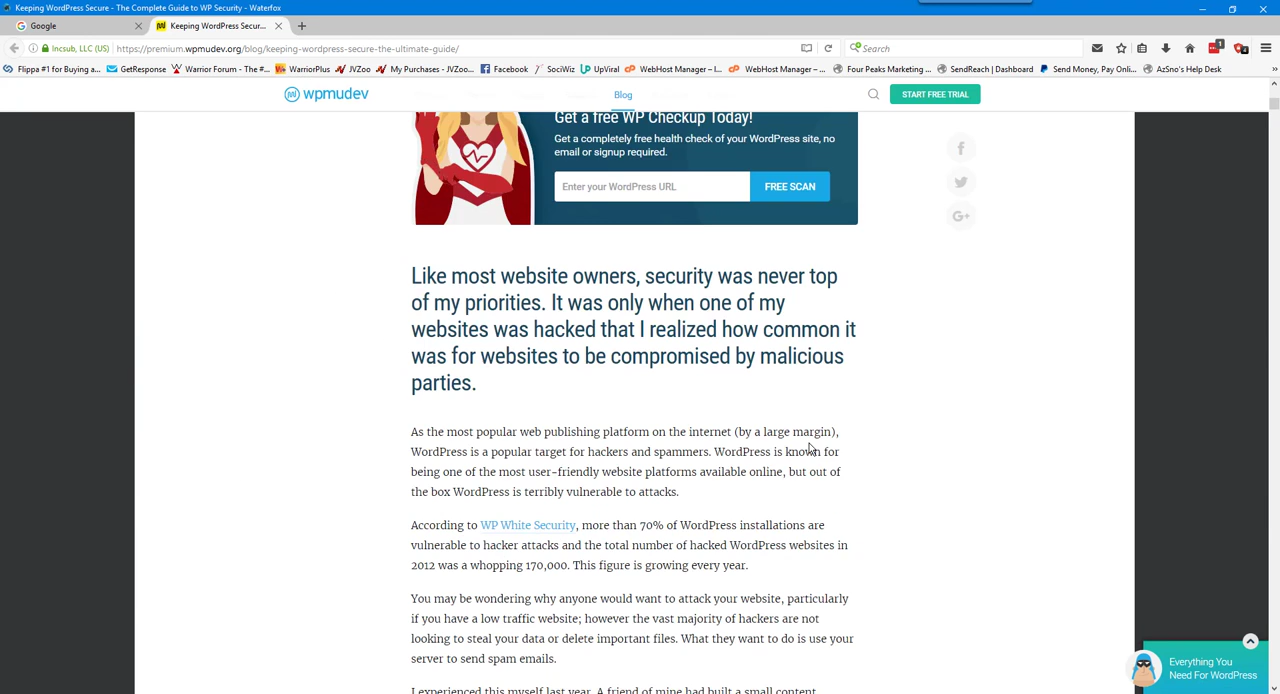 Keeping WordPress Secure - The Complete Guide to WP Security - Waterfox
Google
Keeping WordPress Secur...
Incsub, LLC (US)
https://premium.wpmudev.org/blog/keeping-wordpress-secure-the-ultimate-guide/
Search
1
Flippa #1 for Buying a...
GetResponse
Warrior Forum - The #...
WarriorPlus
JVZoo
My Purchases - JVZoo...
Facebook
SociWiz
UpViral
WebHost Manager – I...
WebHost Manager – ...
Four Peaks Marketing ...
SendReach | Dashboard
Send Money, Pay Onli...
AzSno's Help Desk
wpmudev
Blog
START FREE TRIAL
Get a free WP Checkup Today!
Get a completely free health check of your WordPress site, no
email or signup required.
Enter your WordPress URL
FREE SCAN
Like most website owners, security was never top
of my priorities. It was only when one of my
websites was hacked that I realized how common it
was for websites to be compromised by malicious
parties.
As the most popular web publishing platform on the internet (by a large margin),
WordPress is a popular target for hackers and spammers. WordPress is known for
being one of the most user-friendly website platforms available online, but out of
the box WordPress is terribly vulnerable to attacks.
According to WP White Security, more than 70% of WordPress installations are
vulnerable to hacker attacks and the total number of hacked WordPress websites in
2012 was a whopping 170,000. This figure is growing every year.
You may be wondering why anyone would want to attack your website, particularly
if you have a low traffic website; however the vast majority of hackers are not
looking to steal your data or delete important files. What they want to do is use your
server to send spam emails.
I experienced this myself last year. A friend of mine had built a small content
Everything You
Need For WordPress